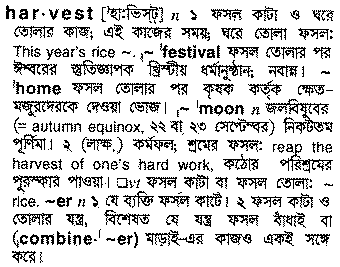 har·vest [ˈহা:ভিস্ট্] n ১ ফসল কাটা ও ঘরে
তোলার কাজ; এই কাজের সময়; ঘরে তোলা ফসল:
This year's rice ~. ,~ ˈfestival ফসল তোলার পর
ঈশ্বরের স্তুতিজ্ঞাপক খ্রিস্টীয় ধর্মানুষ্ঠান; নবান্ন। ~
ˈhome ফসল তোলার পর কৃষক কর্তৃক ক্ষেত-
মজুরদেরকে দেওয়া ভোজ। ,~ ˈmoon n জলবিষুবের
(= autumn equinox, ২২ বা ২৩ সেপ্টেম্বর) নিকটতম
পূর্ণিমা। ২ (লাক্ষ.) কর্মফল; শ্রমের ফসল: reap the
harvest of one's hard work, কঠোর পরিশ্রমের
পুরস্কার পাওয়া। □vt ফসল কাটা বা ফসল তোলা: ~
rice. ~er n ১ যে ব্যক্তি ফসল কাটে। ২ ফসল কাটা ও
তোলার যন্ত্র, বিশেষত যে যন্ত্র ফসল বাঁধাই বা
(ˌcombine-ˈ ~er) মাড়াই-এর কাজও একই সঙ্গে
করে।